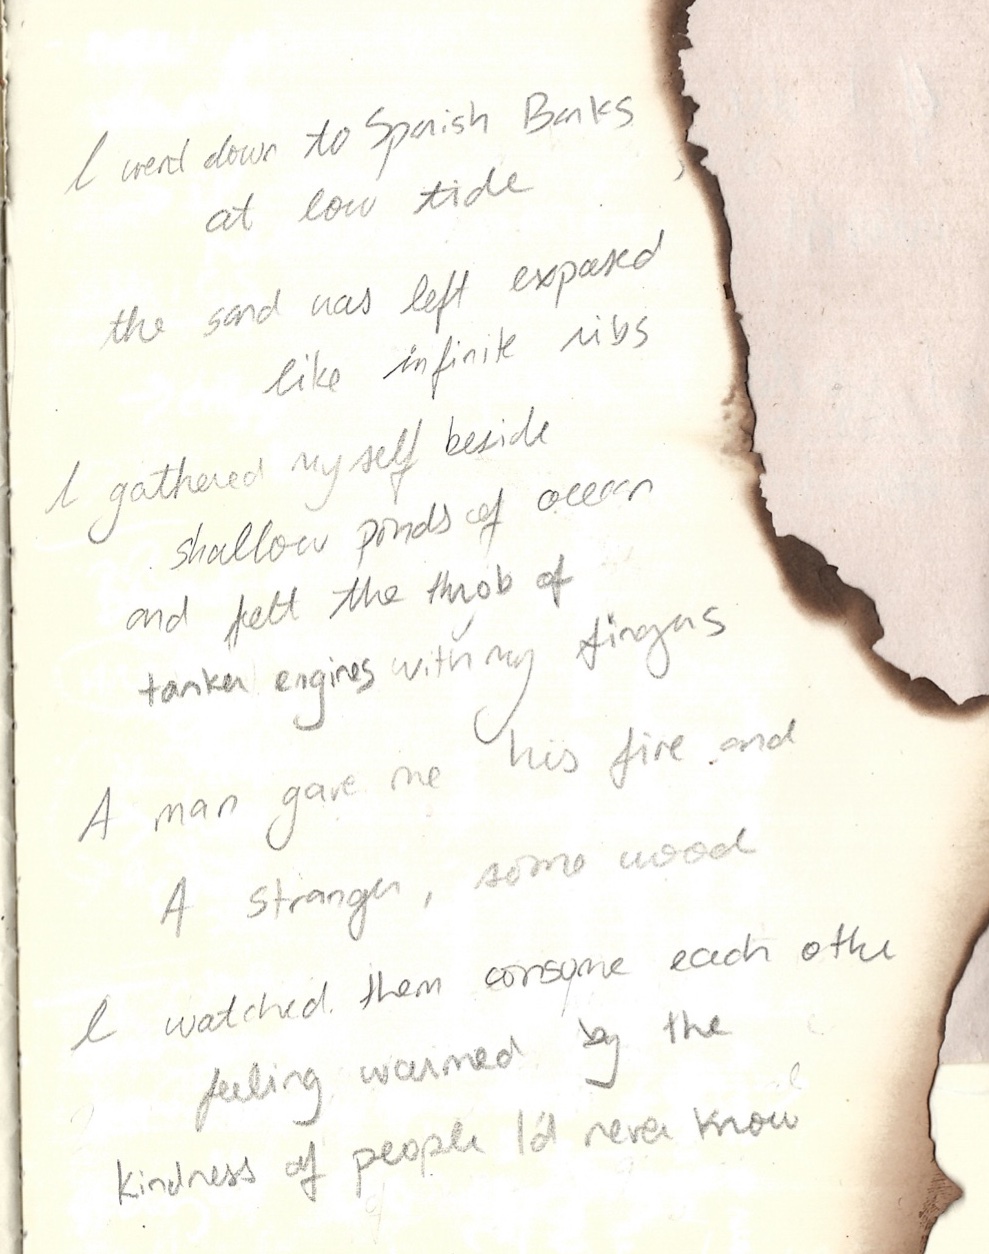 I went down to Spanish Banks
at low tide
the sand was left exposed
like infinite ribs
I gathered myself beside
shallow ponds of ocean
and felt the throb of
tanker engines with my fingers
A man gave me his fire and
A stranger, some wood
I watched them consume each other
feeling warmed by the
kindness of people I'd never know